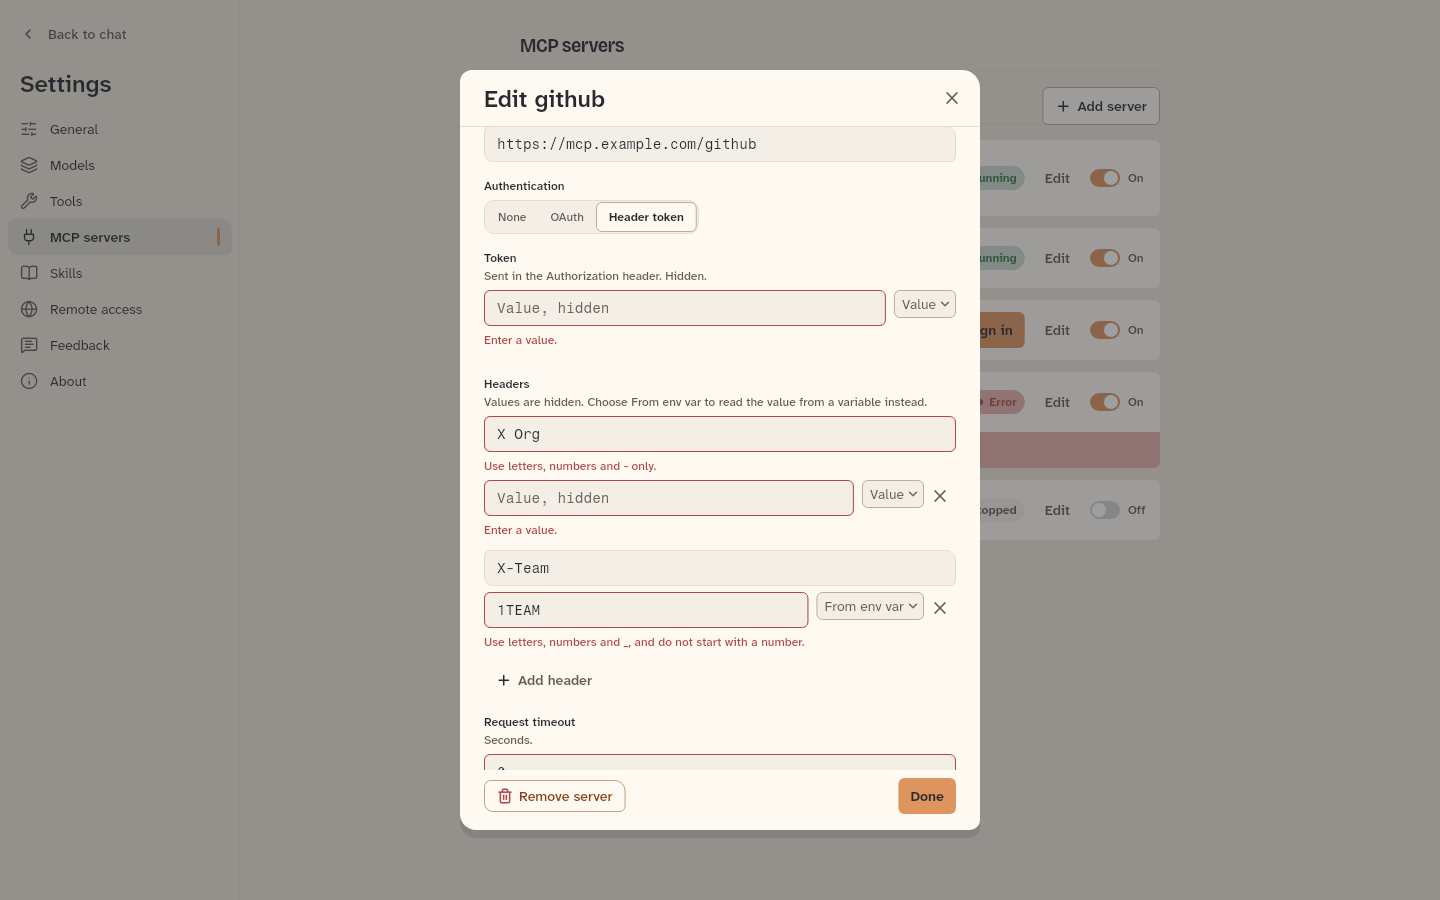 Back to chat
Settings
General
Models
Tools
MCP servers
Skills
Remote access
Feedback
About
MCP servers
Add server
Edit On
Edit On
Edit On
Error Edit On
Edit Off
Edit github
https://mcp.example.com/github
Authentication
None OAuth Header token
Token
Sent in the Authorization header. Hidden.
Value, hidden Value
Enter a value.
Headers
Values are hidden. Choose From env var to read the value from a variable instead.
X Org
Use letters, numbers and - only.
Value, hidden Value
Enter a value.
X-Team
1TEAM From env var
Use letters, numbers and _, and do not start with a number.
Add header
Request timeout
Seconds.
Remove server Done